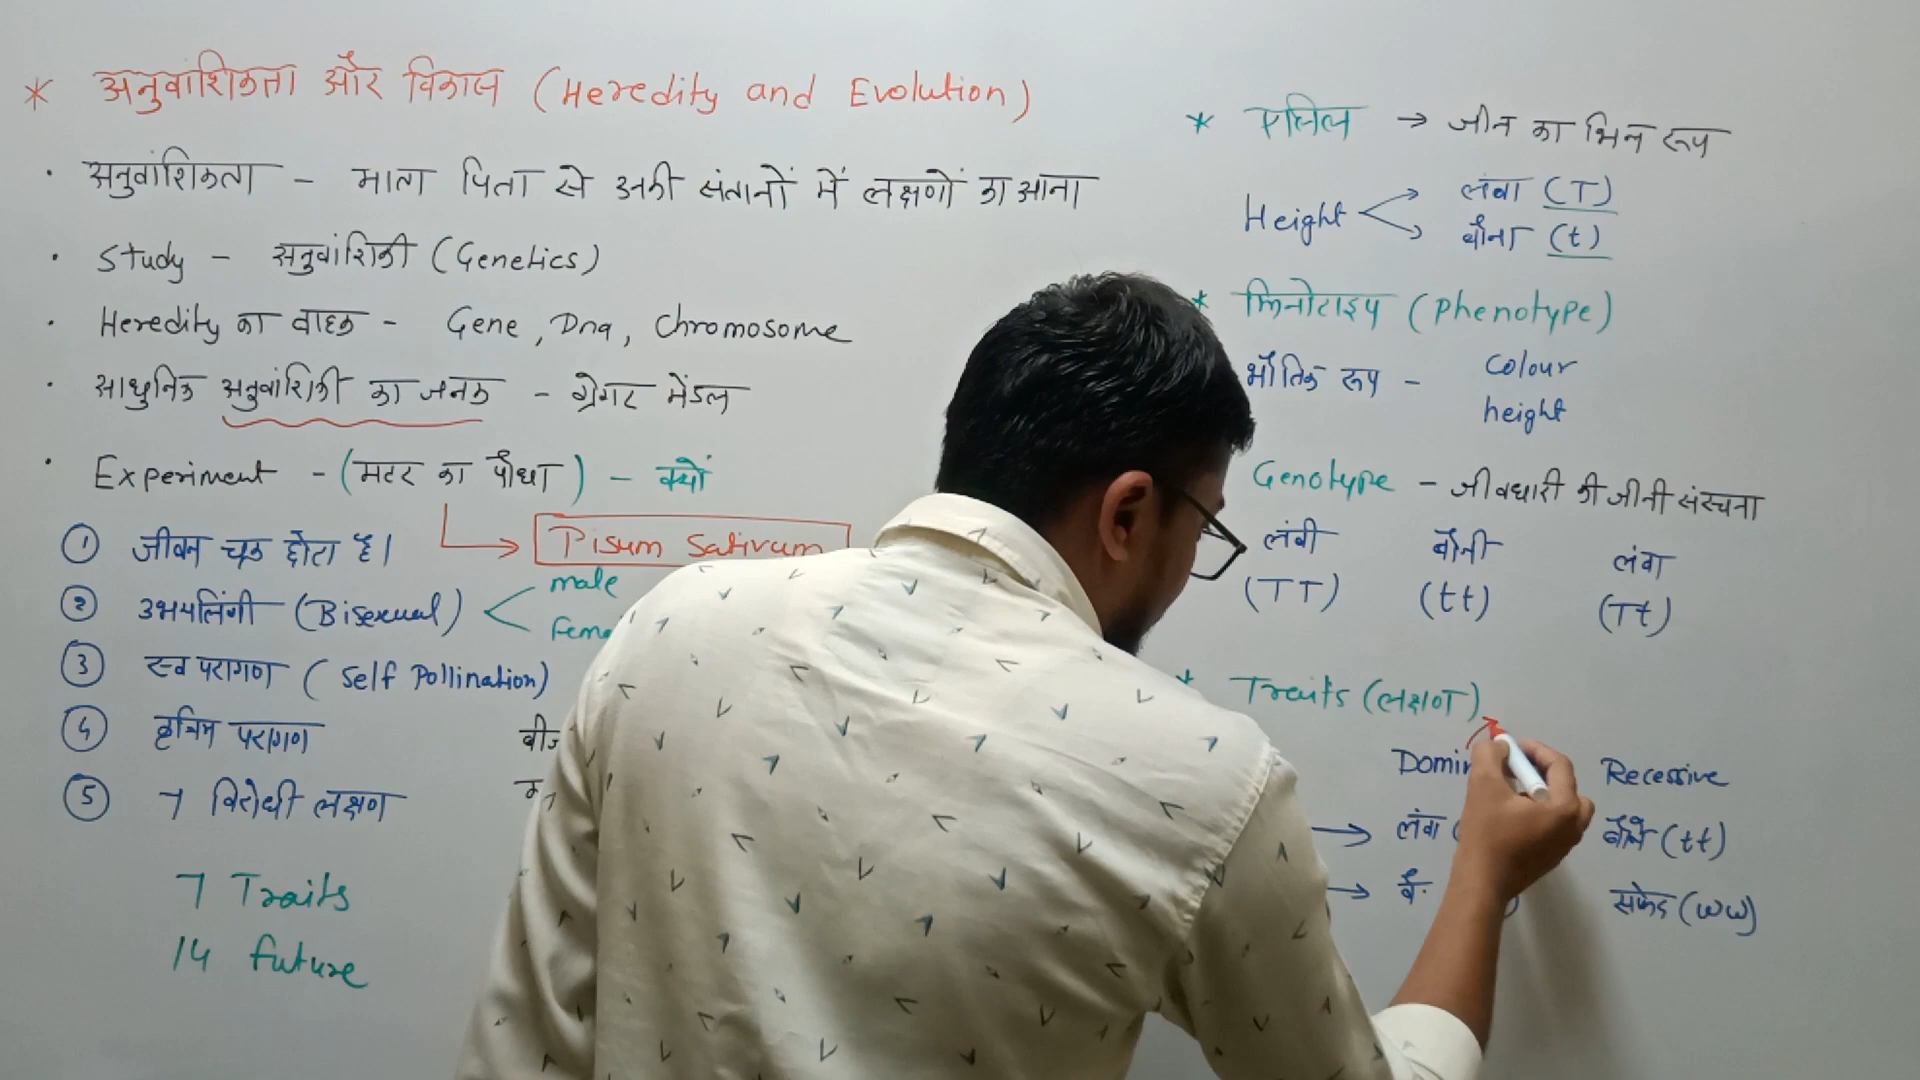 * अनुवांशिकता और विकास (Heredity and Evolution)
· अनुवांशिकता - माता पिता से उनकी संतानों में लक्षणों का आना
· Study - अनुवांशिकी (Genetics)
· Heredity का वाहक - Gene, Dna, Chromosome
· आधुनिक अनुवांशिकी का जनक - ग्रेगर मेंडल
· Experiment - (मटर का पौधा) - क्यों
Pisum Sativum
① जीवन चक्र छोटा है।
② उभयलिंगी (Bisexual)
male
Fema
③ स्व परागण (Self Pollination)
④ कृत्रिम परागण
बीज
⑤ 7 विरोधी लक्षण
7 Traits
14 future
* एलिल → जीन का भिन्न रूप
Height
लंबा (T)
बौना (t)
* फिनोटाइप (Phenotype)
भौतिक रूप - Colour
height
Genotype - जीवधारी की जीनी संरचना
लंबी बौनी लंबा
(TT) (tt) (Tt)
* Traits (लक्षण)
Domin Recessive
→ लंबा ( बौने (tt)
→ बैं सफेद (ww)